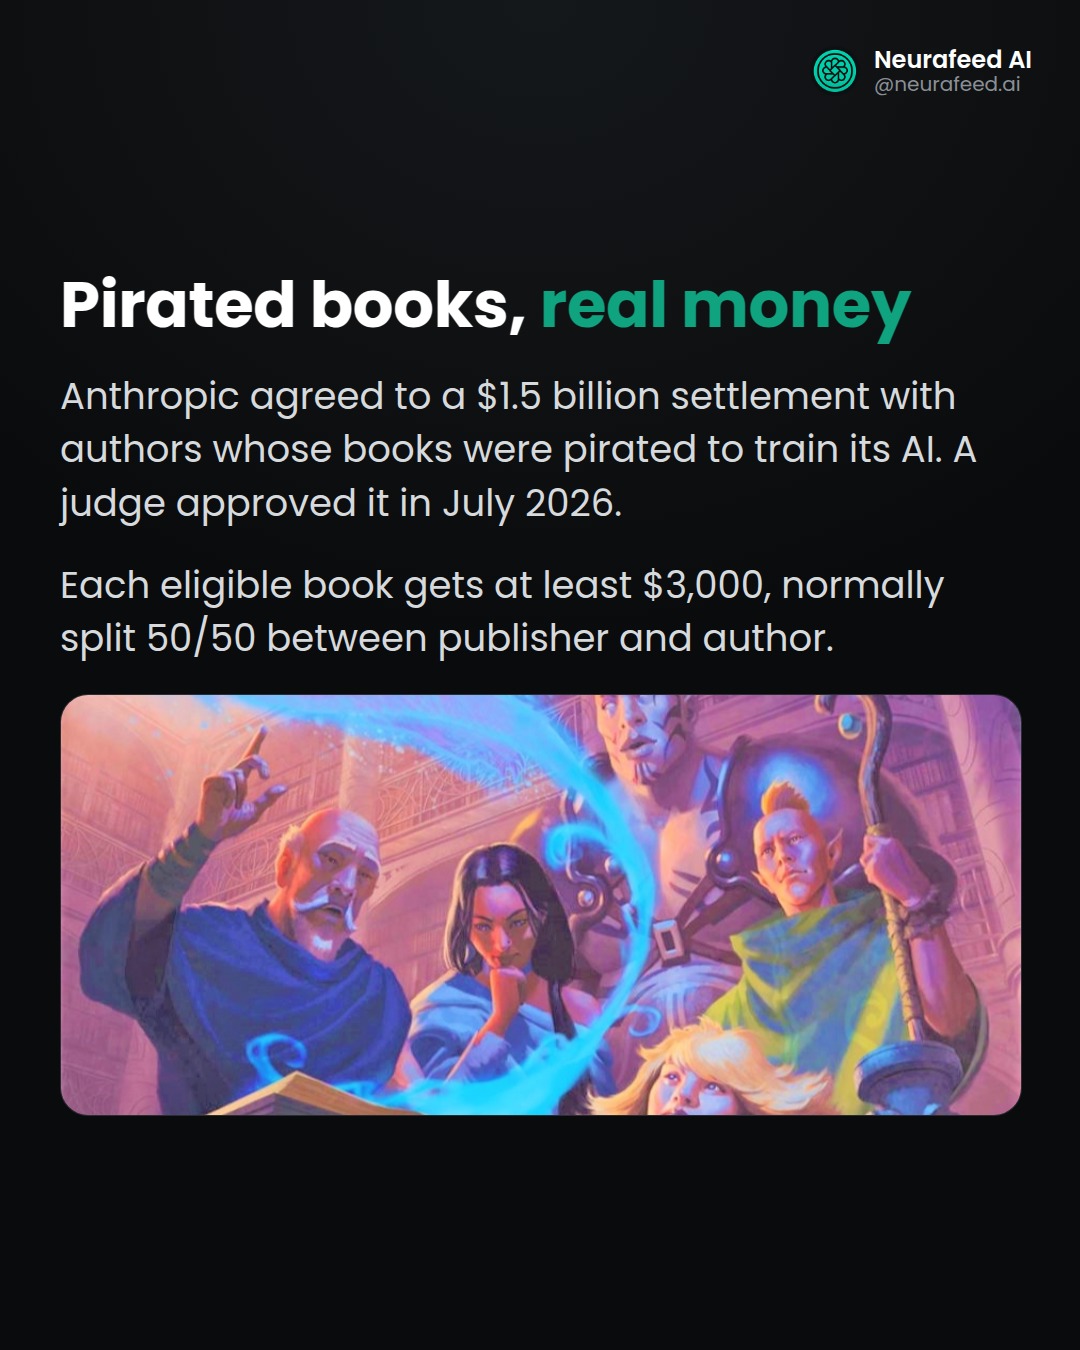 Neurafeed AI
@neurafeed.ai
Pirated books, real money
Anthropic agreed to a $1.5 billion settlement with
authors whose books were pirated to train its AI. A
judge approved it in July 2026.
Each eligible book gets at least $3,000, normally
split 50/50 between publisher and author.